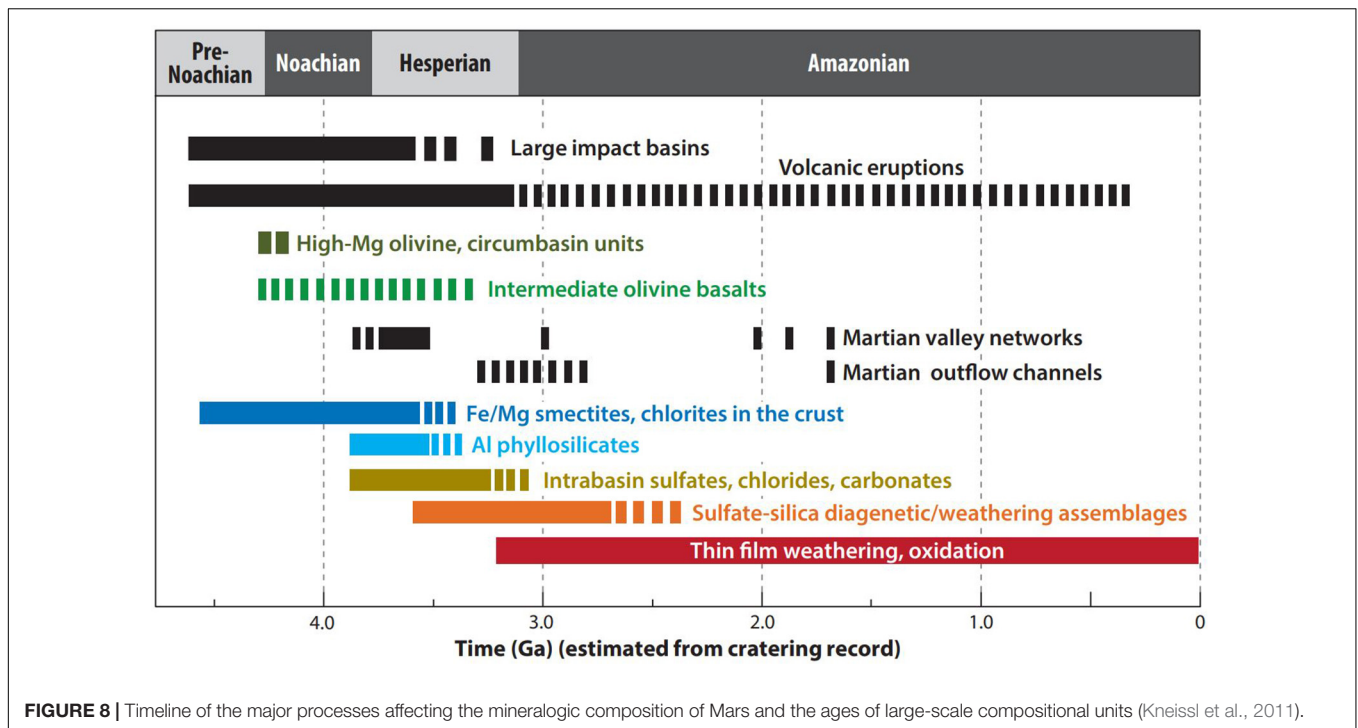 Pre-
Noachian
Noachian
Hesperian
Amazonian
Large impact basins
Volcanic eruptions
High-Mg olivine, circumbasin units
Intermediate olivine basalts
Martian valley networks
Martian outflow channels
Fe/Mg smectites, chlorites in the crust
Al phyllosilicates
Intrabasin sulfates, chlorides, carbonates
Sulfate-silica diagenetic/weathering assemblages
Thin film weathering, oxidation
4.0 3.0 2.0 1.0 0
Time (Ga) (estimated from cratering record)
FIGURE 8 | Timeline of the major processes affecting the mineralogic composition of Mars and the ages of large-scale compositional units (Kneissl et al., 2011).